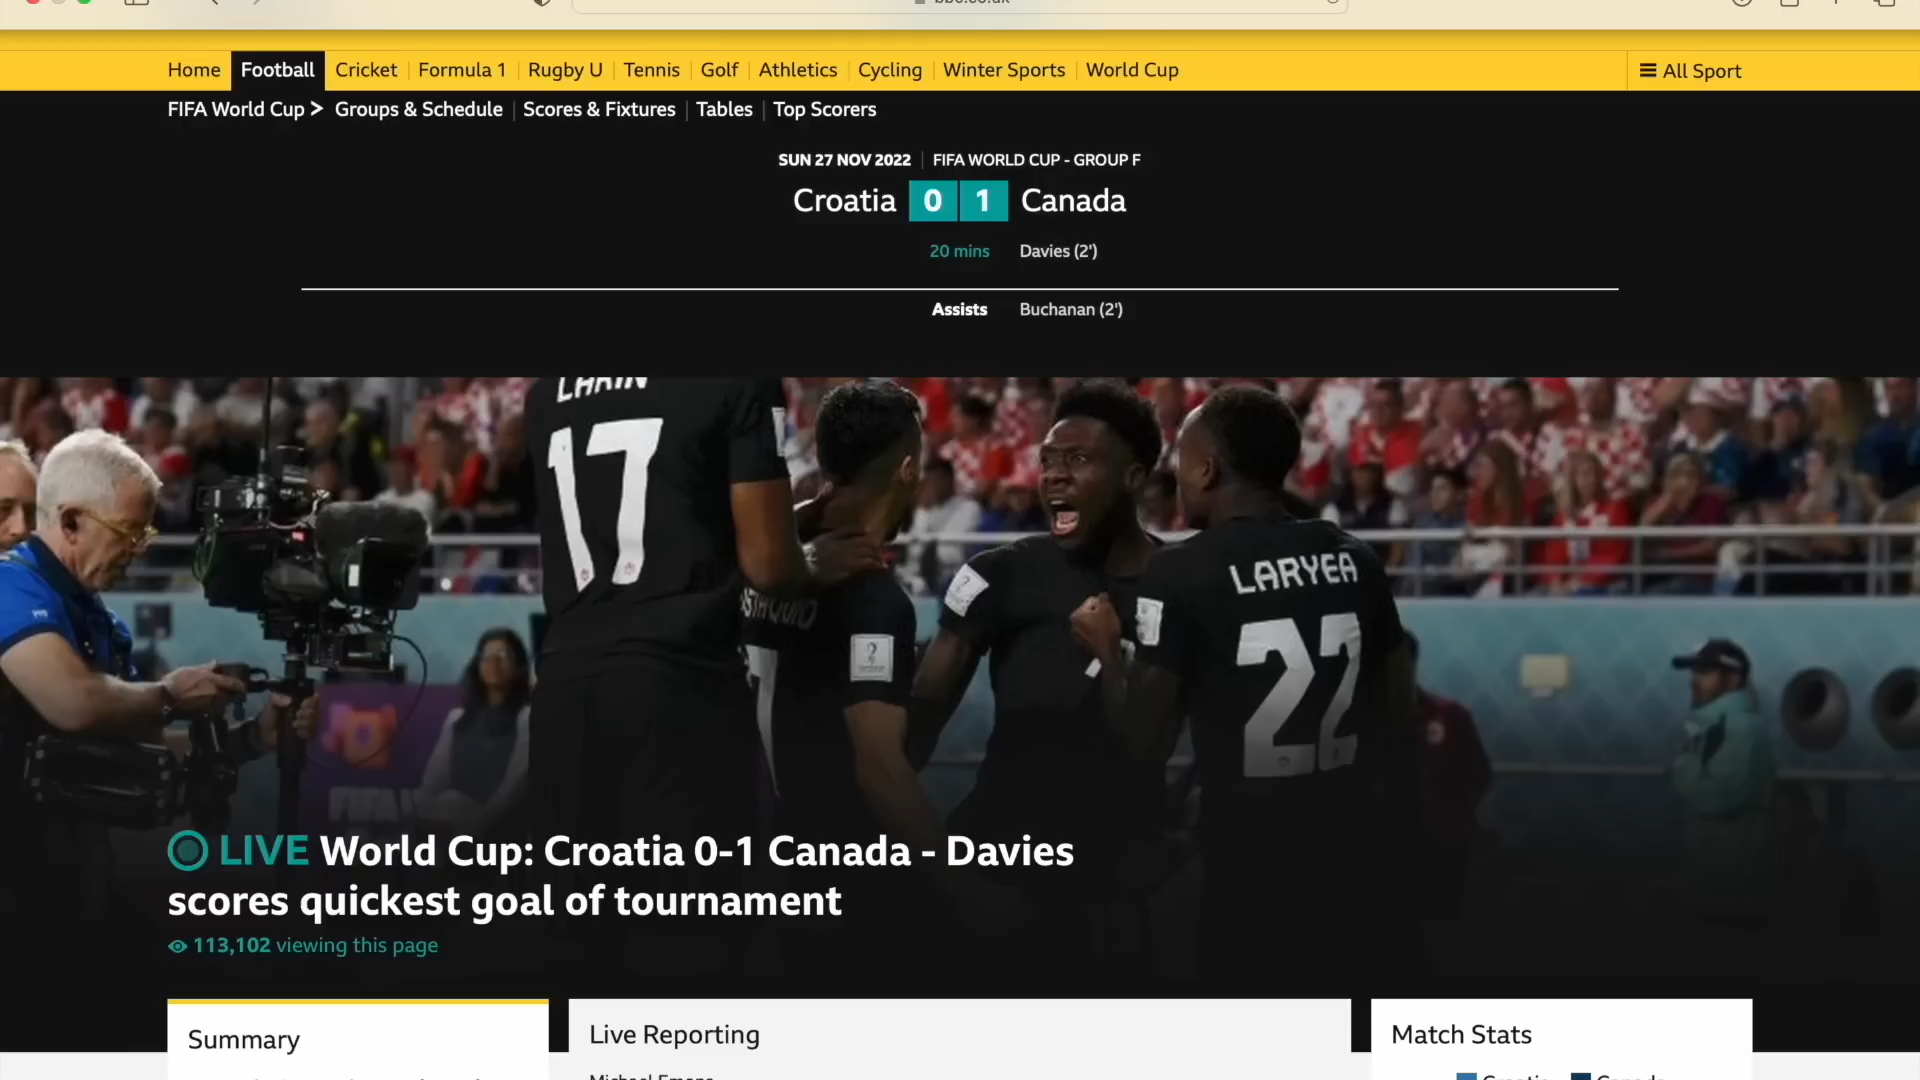 Home Football Cricket Formula 1 Rugby U Tennis Golf Athletics Cycling Winter Sports World Cup All Sport
FIFA World Cup > Groups & Schedule Scores & Fixtures Tables Top Scorers
SUN 27 NOV 2022 FIFA WORLD CUP - GROUP F
Croatia 0 1 Canada
20 mins Davies (2')
Assists Buchanan (2')
LARIN
17
LARYEA
22
LIVE World Cup: Croatia 0-1 Canada - Davies
scores quickest goal of tournament
113,102 viewing this page
Summary
Live Reporting
Match Stats